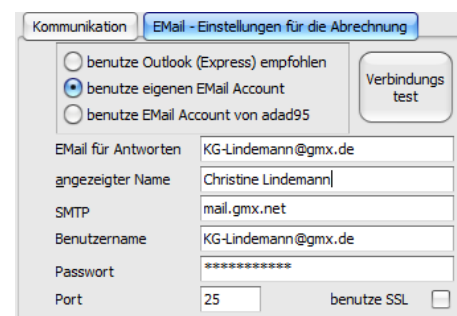 Kommunikation EMail - Einstellungen für die Abrechnung
benutze Outlook (Express) empfohlen
benutze eigenen EMail Account
benutze EMail Account von adad95
Verbindungs
test
EMail für Antworten KG-Lindemann@gmx.de
angezeigter Name Christine Lindemann
SMTP mail.gmx.net
Benutzername KG-Lindemann@gmx.de
Passwort ***********
Port 25 benutze SSL